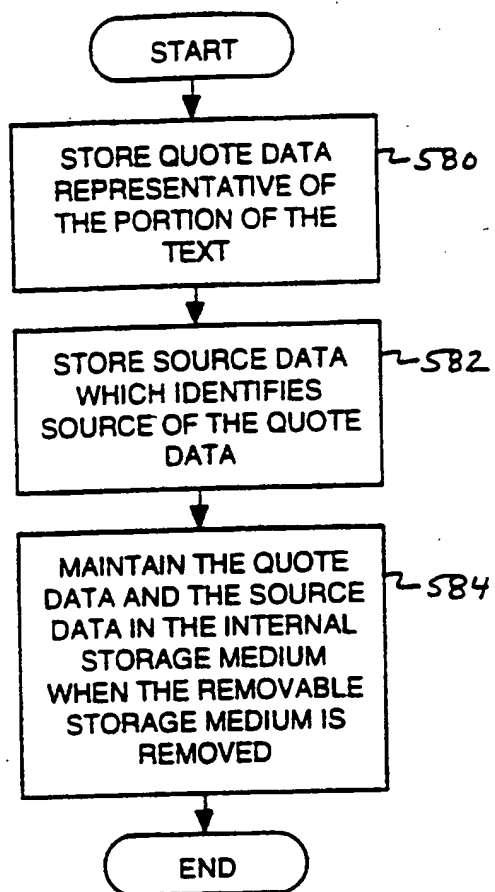 START
STORE QUOTE DATA
580
REPRESENTATIVE OF
THE PORTION OF THE
TEXT
STORE SOURCE DATA
582
WHICH IDENTIFIES
SOURCE OF THE QUOTE
DATA
MAINTAIN THE QUOTE
584
DATA AND THE SOURCE
DATA IN THE INTERNAL
STORAGE MEDIUM
WHEN THE REMOVABLE
STORAGE MEDIUM IS
REMOVED
END